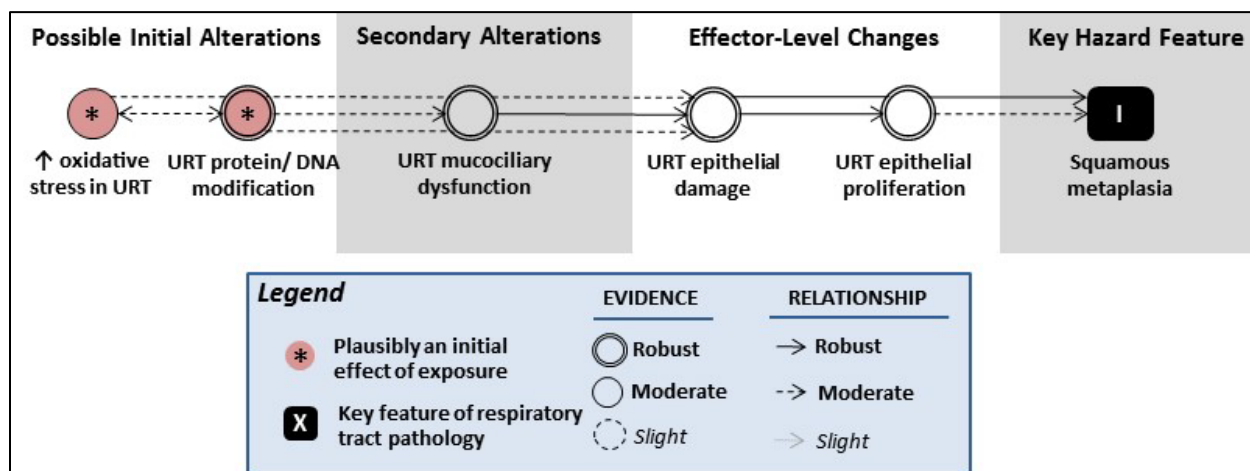 Possible Initial Alterations
Secondary Alterations
Effector-Level Changes
Key Hazard Feature
*
*
I
↑ oxidative
stress in URT
URT protein/ DNA
modification
URT mucociliary
dysfunction
URT epithelial
damage
URT epithelial
proliferation
Squamous
metaplasia
Legend
EVIDENCE
RELATIONSHIP
*
Plausibly an initial
effect of exposure
X
Key feature of respiratory
tract pathology
Robust
Moderate
Slight
Robust
Moderate
Slight